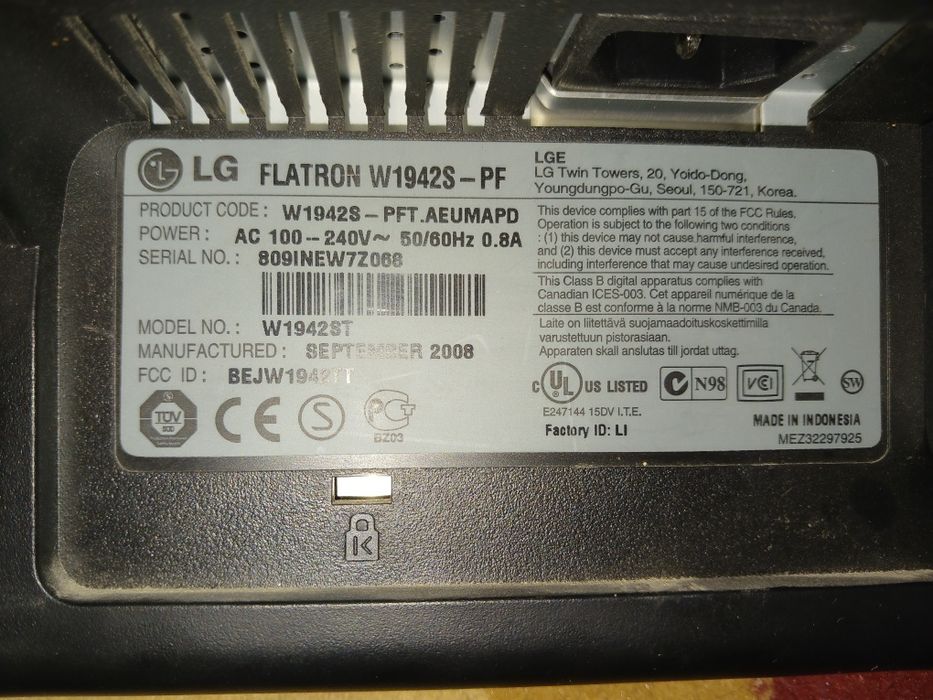 LG FLATRON W1942S-PF
PRODUCT CODE : W1942S-PFT.AEUMAPD
POWER : AC 100-240V~ 50/60Hz 0.8A
SERIAL NO. : 809INEW7Z068
MODEL NO. : W1942ST
MANUFACTURED : SEPTEMBER 2008
FCC ID : BEJW1942TT
TÜV
SÜD
CE
S
PCT
BZ03
LGE
LG Twin Towers, 20, Yoido-Dong,
Youngdungpo-Gu, Seoul, 150-721, Korea.
This device complies with part 15 of the FCC Rules.
Operation is subject to the following two conditions
: (1) this device may not cause harmful interference,
and (2) this device must accept any interference received,
including interference that may cause undesired operation.
This Class B digital apparatus complies with
Canadian ICES-003. Cet appareil numérique de la
classe B est conforme à la norme NMB-003 du Canada.
Laite on liitettävä suojamaadoituskoskettimilla
varustettuun pistorasiaan.
Apparaten skall anslutas till jordat uttag.
C UL US LISTED
N98
VCI
SW
E247144 15DV I.T.E.
Factory ID: LI
MADE IN INDONESIA
MEZ32297925
K